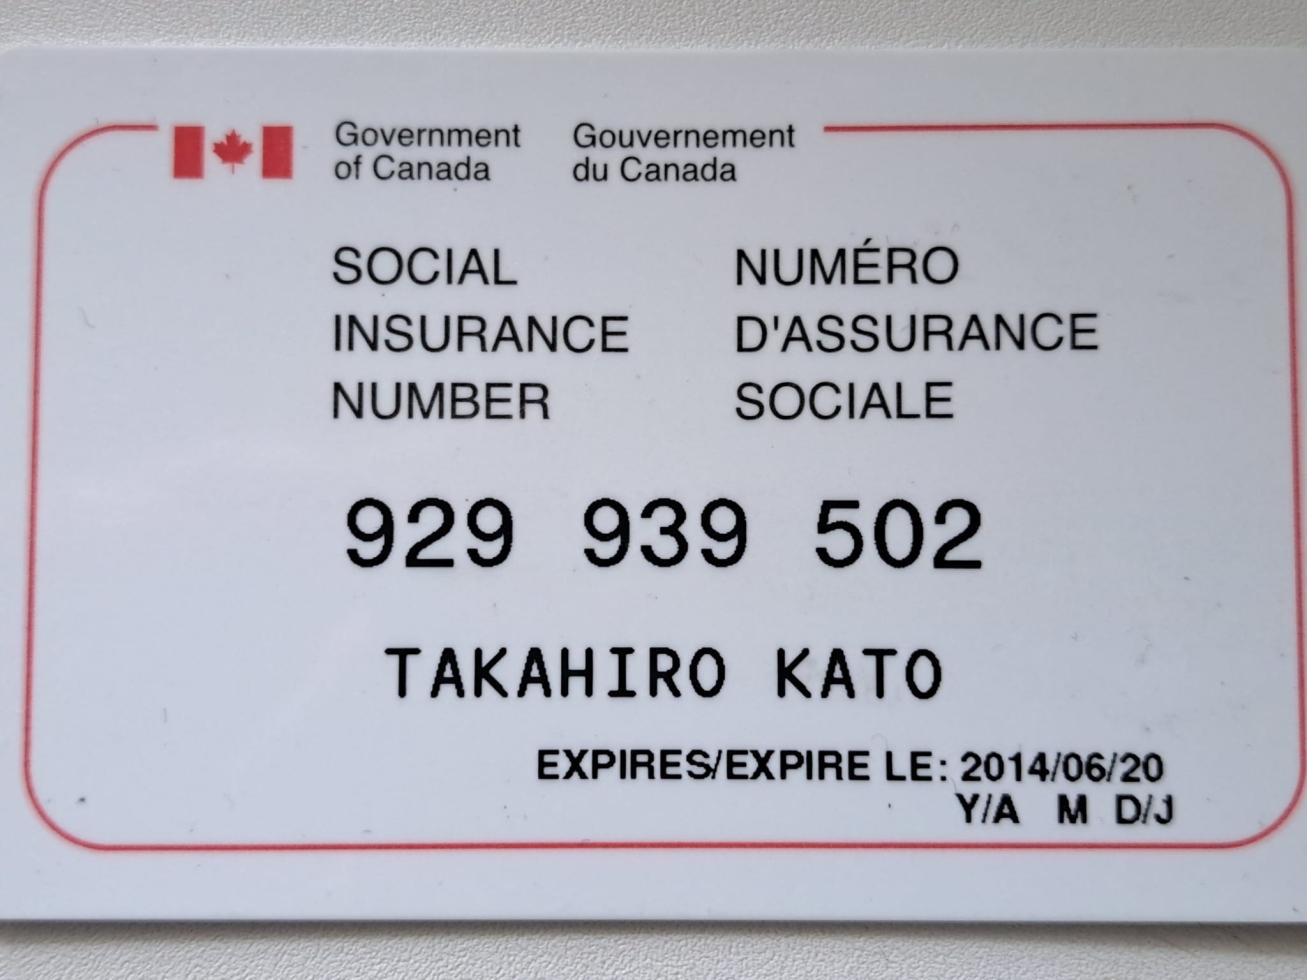 Government Gouvernement
of Canada du Canada
SOCIAL NUMÉRO
INSURANCE D'ASSURANCE
NUMBER SOCIALE
929 939 502
TAKAHIRO KATO
EXPIRES/EXPIRE LE: 2014/06/20
Y/A M D/J